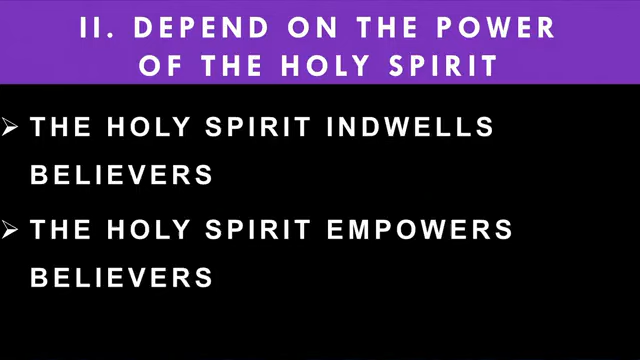 II. DEPEND ON THE POWER
OF THE HOLY SPIRIT
➢ THE HOLY SPIRIT INDWELLS
BELIEVERS
➢ THE HOLY SPIRIT EMPOWERS
BELIEVERS